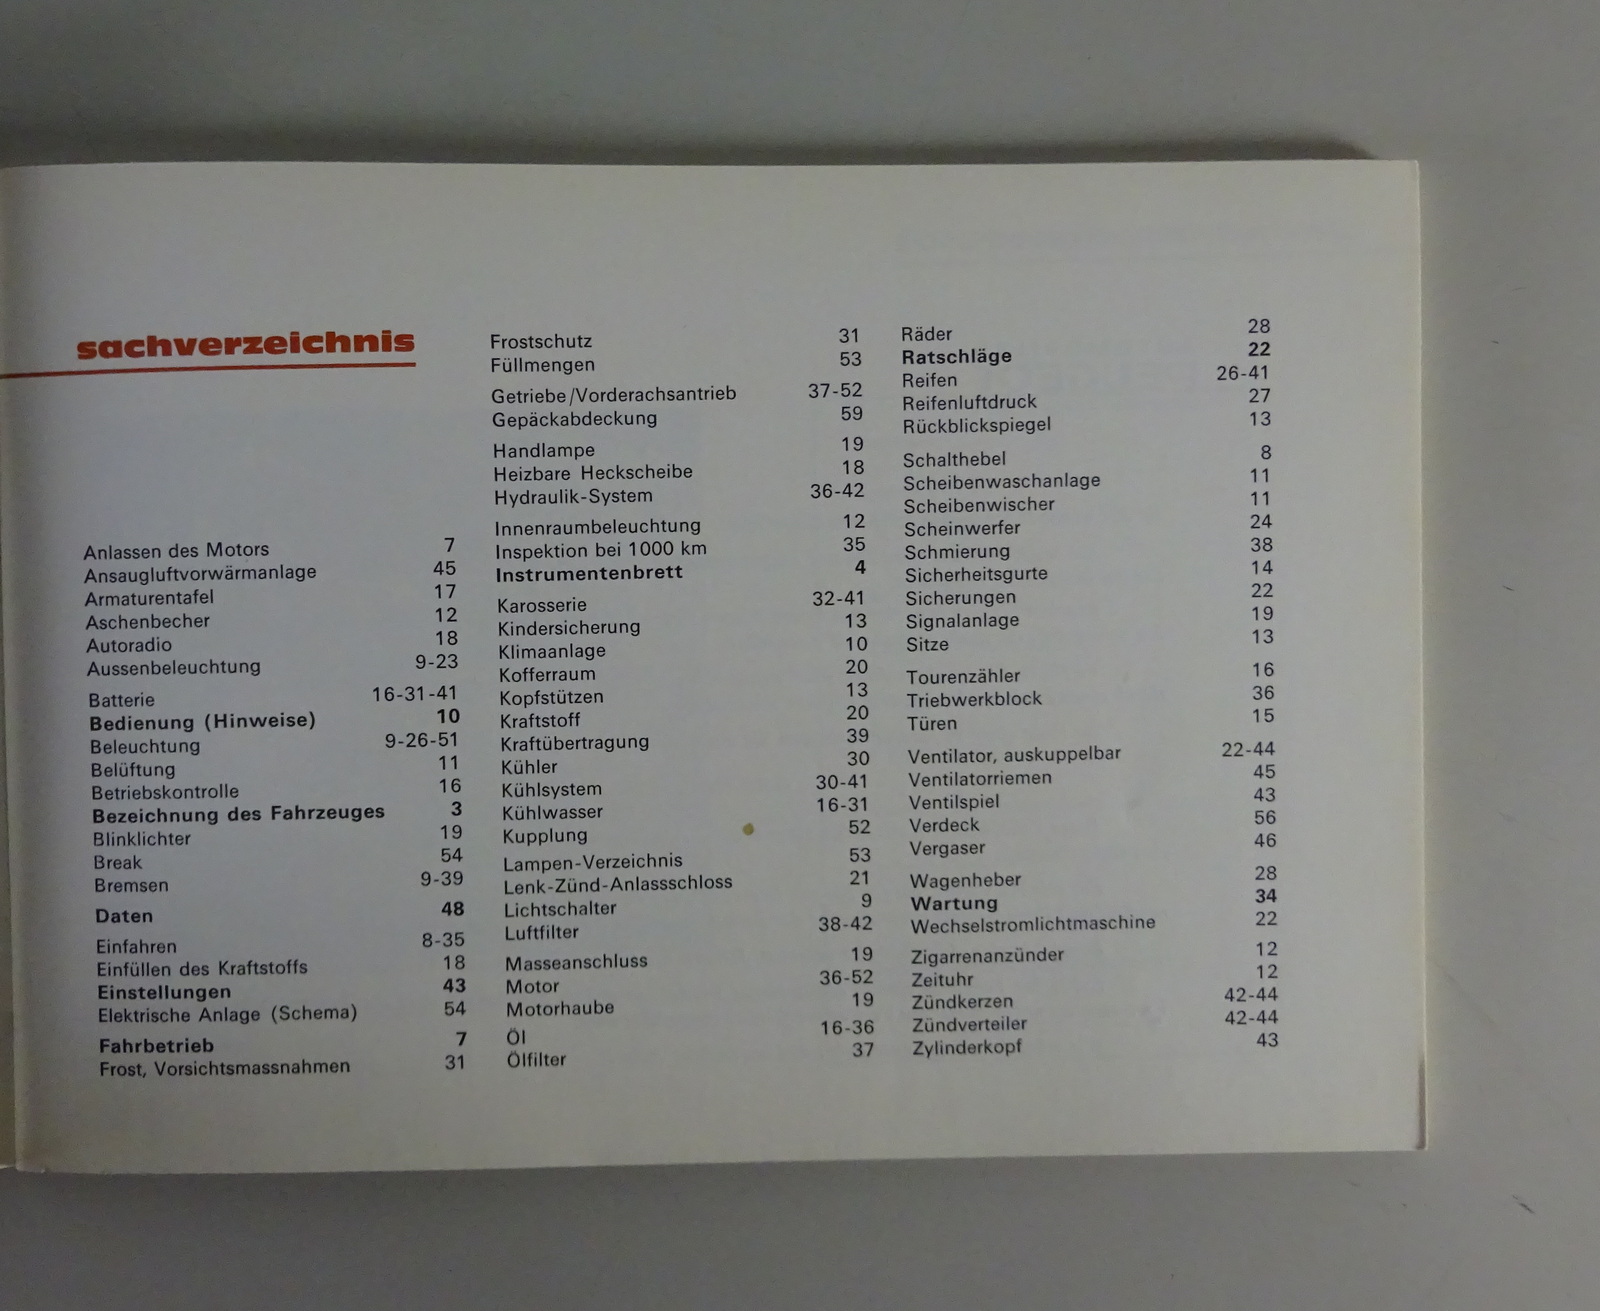 sachverzeichnis
Anlassen des Motors 7
Ansaugluftvorwärmanlage 45
Armaturentafel 17
Aschenbecher 12
Autoradio 18
Aussenbeleuchtung 9-23
Batterie 16-31-41
Bedienung (Hinweise) 10
Beleuchtung 9-26-51
Belüftung 11
Betriebskontrolle 16
Bezeichnung des Fahrzeuges 3
Blinklichter 19
Break 54
Bremsen 9-39
Daten 48
Einfahren 8-35
Einfüllen des Kraftstoffs 18
Einstellungen 43
Elektrische Anlage (Schema) 54
Fahrbetrieb 7
Frost, Vorsichtsmassnahmen 31
Frostschutz 31
Füllmengen 53
Getriebe/Vorderachsantrieb 37-52
Gepäckabdeckung 59
Handlampe 19
Heizbare Heckscheibe 18
Hydraulik-System 36-42
Innenraumbeleuchtung 12
Inspektion bei 1000 km 35
Instrumentenbrett 4
Karosserie 32-41
Kindersicherung 13
Klimaanlage 10
Kofferraum 20
Kopfstützen 13
Kraftstoff 20
Kraftübertragung 39
Kühler 30
Kühlsystem 30-41
Kühlwasser 16-31
Kupplung 52
Lampen-Verzeichnis 53
Lenk-Zünd-Anlassschloss 21
Lichtschalter 9
Luftfilter 38-42
Masseanschluss 19
Motor 36-52
Motorhaube 19
Öl 16-36
Ölfilter 37
Räder 28
Ratschläge 22
Reifen 26-41
Reifenluftdruck 27
Rückblickspiegel 13
Schalthebel 8
Scheibenwaschanlage 11
Scheibenwischer 11
Scheinwerfer 24
Schmierung 38
Sicherheitsgurte 14
Sicherungen 22
Signalanlage 19
Sitze 13
Tourenzähler 16
Triebwerkblock 36
Türen 15
Ventilator, auskuppelbar 22-44
Ventilatorriemen 45
Ventilspiel 43
Verdeck 56
Vergaser 46
Wagenheber 28
Wartung 34
Wechselstromlichtmaschine 22
Zigarrenanzünder 12
Zeituhr 12
Zündkerzen 42-44
Zündverteiler 42-44
Zylinderkopf 43